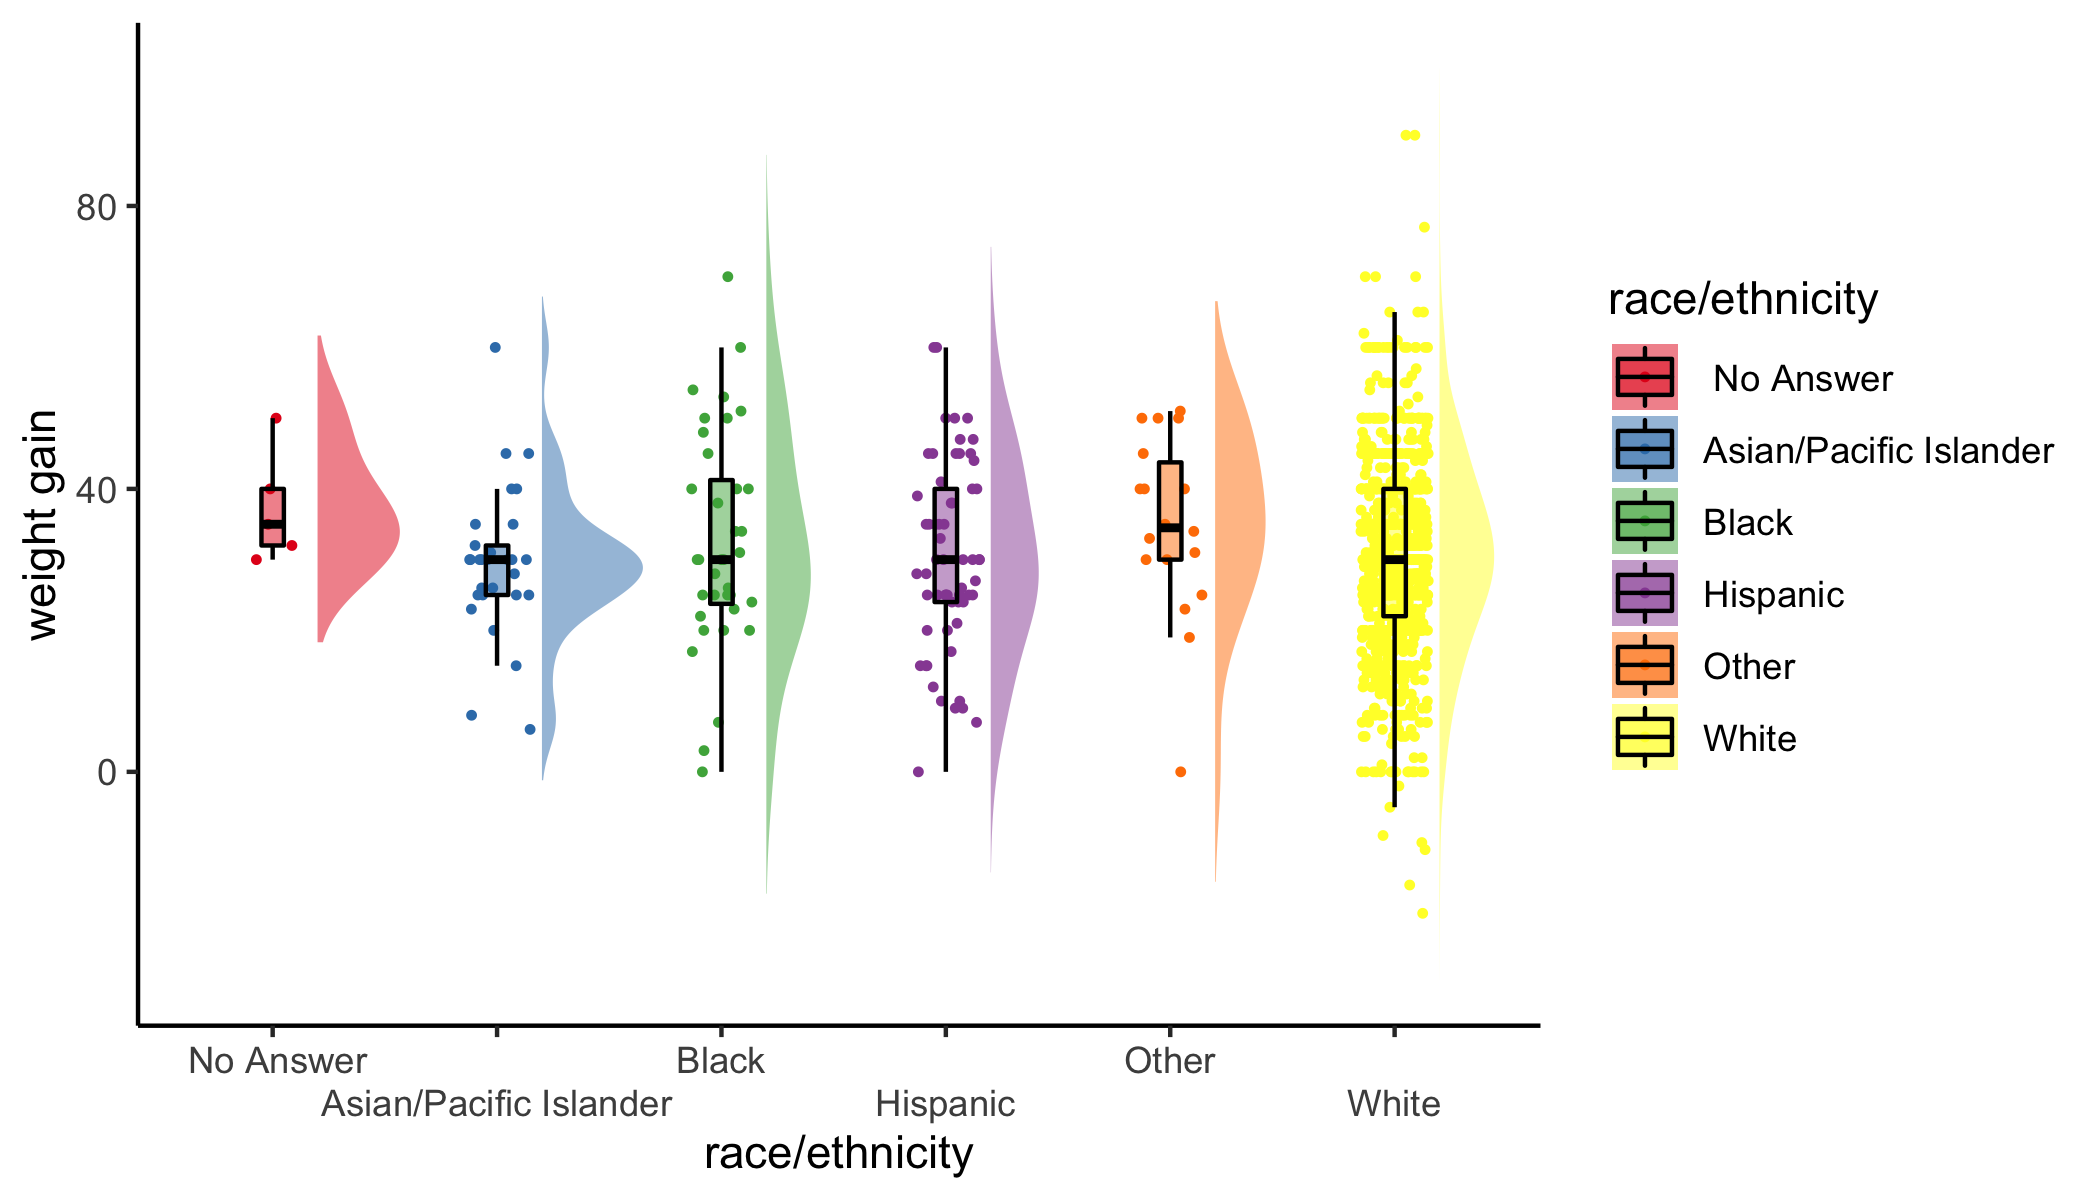 weight gain
80
40
0
No Answer
Asian/Pacific Islander
Black
Hispanic
Other
White
race/ethnicity
race/ethnicity
No Answer
Asian/Pacific Islander
Black
Hispanic
Other
White